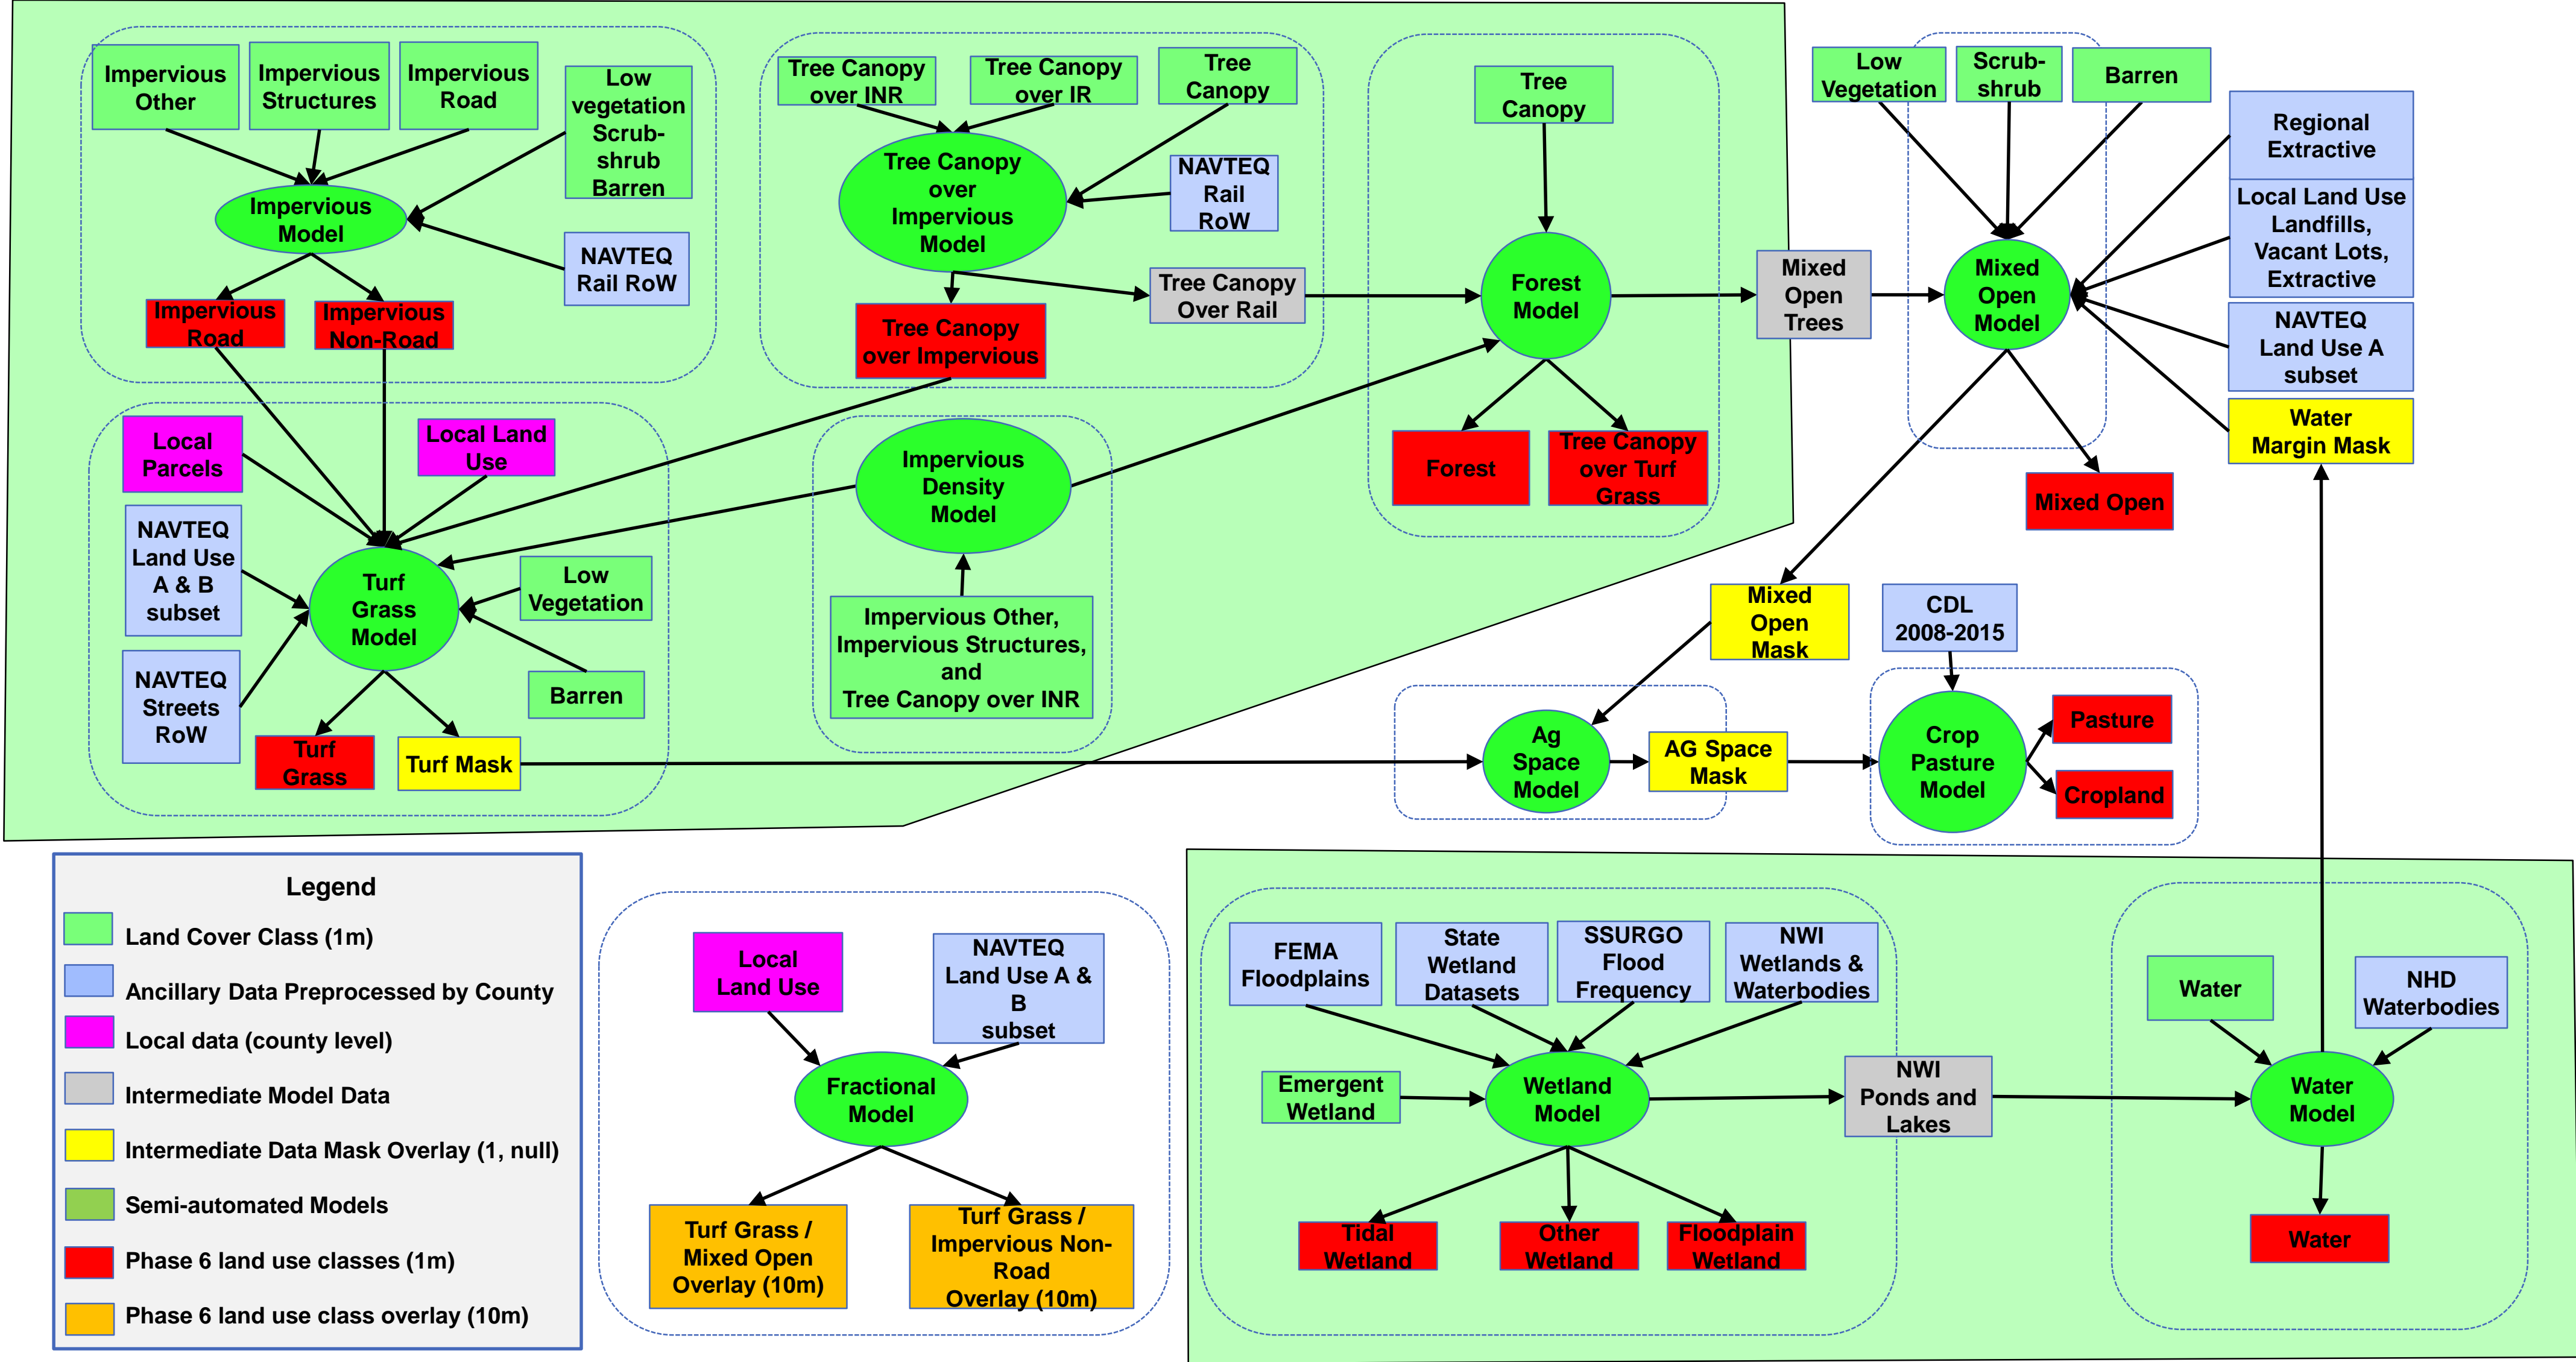 Impervious
Other
Impervious
Structures
Impervious
Road
Low
vegetation
Scrub-
shrub
Barren
Impervious
Model
NAVTEQ
Rail RoW
Impervious
Road
Impervious
Non-Road
Tree Canopy
over INR
Tree Canopy
over IR
Tree
Canopy
Tree Canopy
over
Impervious
Model
NAVTEQ
Rail
RoW
Tree Canopy
Over Rail
Tree Canopy
over Impervious
Tree
Canopy
Forest
Model
Forest
Tree Canopy
over Turf
Grass
Mixed
Open
Trees
Low
Vegetation
Scrub-
shrub
Barren
Mixed
Open
Model
Regional
Extractive
Local Land Use
Landfills,
Vacant Lots,
Extractive
NAVTEQ
Land Use A
subset
Water
Margin Mask
Mixed Open
Local
Parcels
Local Land
Use
NAVTEQ
Land Use
A & B
subset
Turf
Grass
Model
Low
Vegetation
NAVTEQ
Streets
RoW
Barren
Turf
Grass
Turf Mask
Impervious
Density
Model
Impervious Other,
Impervious Structures,
and
Tree Canopy over INR
Mixed
Open
Mask
CDL
2008-2015
Ag
Space
Model
AG Space
Mask
Crop
Pasture
Model
Pasture
Cropland
Legend
Land Cover Class (1m)
Ancillary Data Preprocessed by County
Local data (county level)
Intermediate Model Data
Intermediate Data Mask Overlay (1, null)
Semi-automated Models
Phase 6 land use classes (1m)
Phase 6 land use class overlay (10m)
Local
Land Use
NAVTEQ
Land Use A &
B
subset
Fractional
Model
Turf Grass /
Mixed Open
Overlay (10m)
Turf Grass /
Impervious Non-
Road
Overlay (10m)
FEMA
Floodplains
State
Wetland
Datasets
SSURGO
Flood
Frequency
NWI
Wetlands &
Waterbodies
Emergent
Wetland
Wetland
Model
NWI
Ponds and
Lakes
Tidal
Wetland
Other
Wetland
Floodplain
Wetland
Water
NHD
Waterbodies
Water
Model
Water